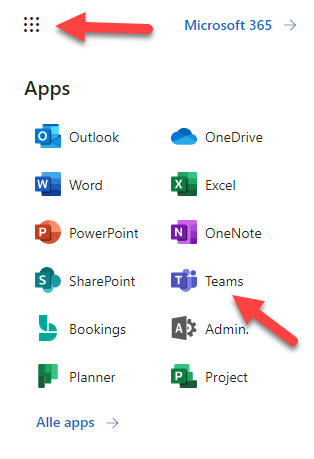 Microsoft 365 →
Apps
Outlook
OneDrive
Word
Excel
PowerPoint
OneNote
SharePoint
Teams
Bookings
Admin.
Planner
Project
Alle apps →